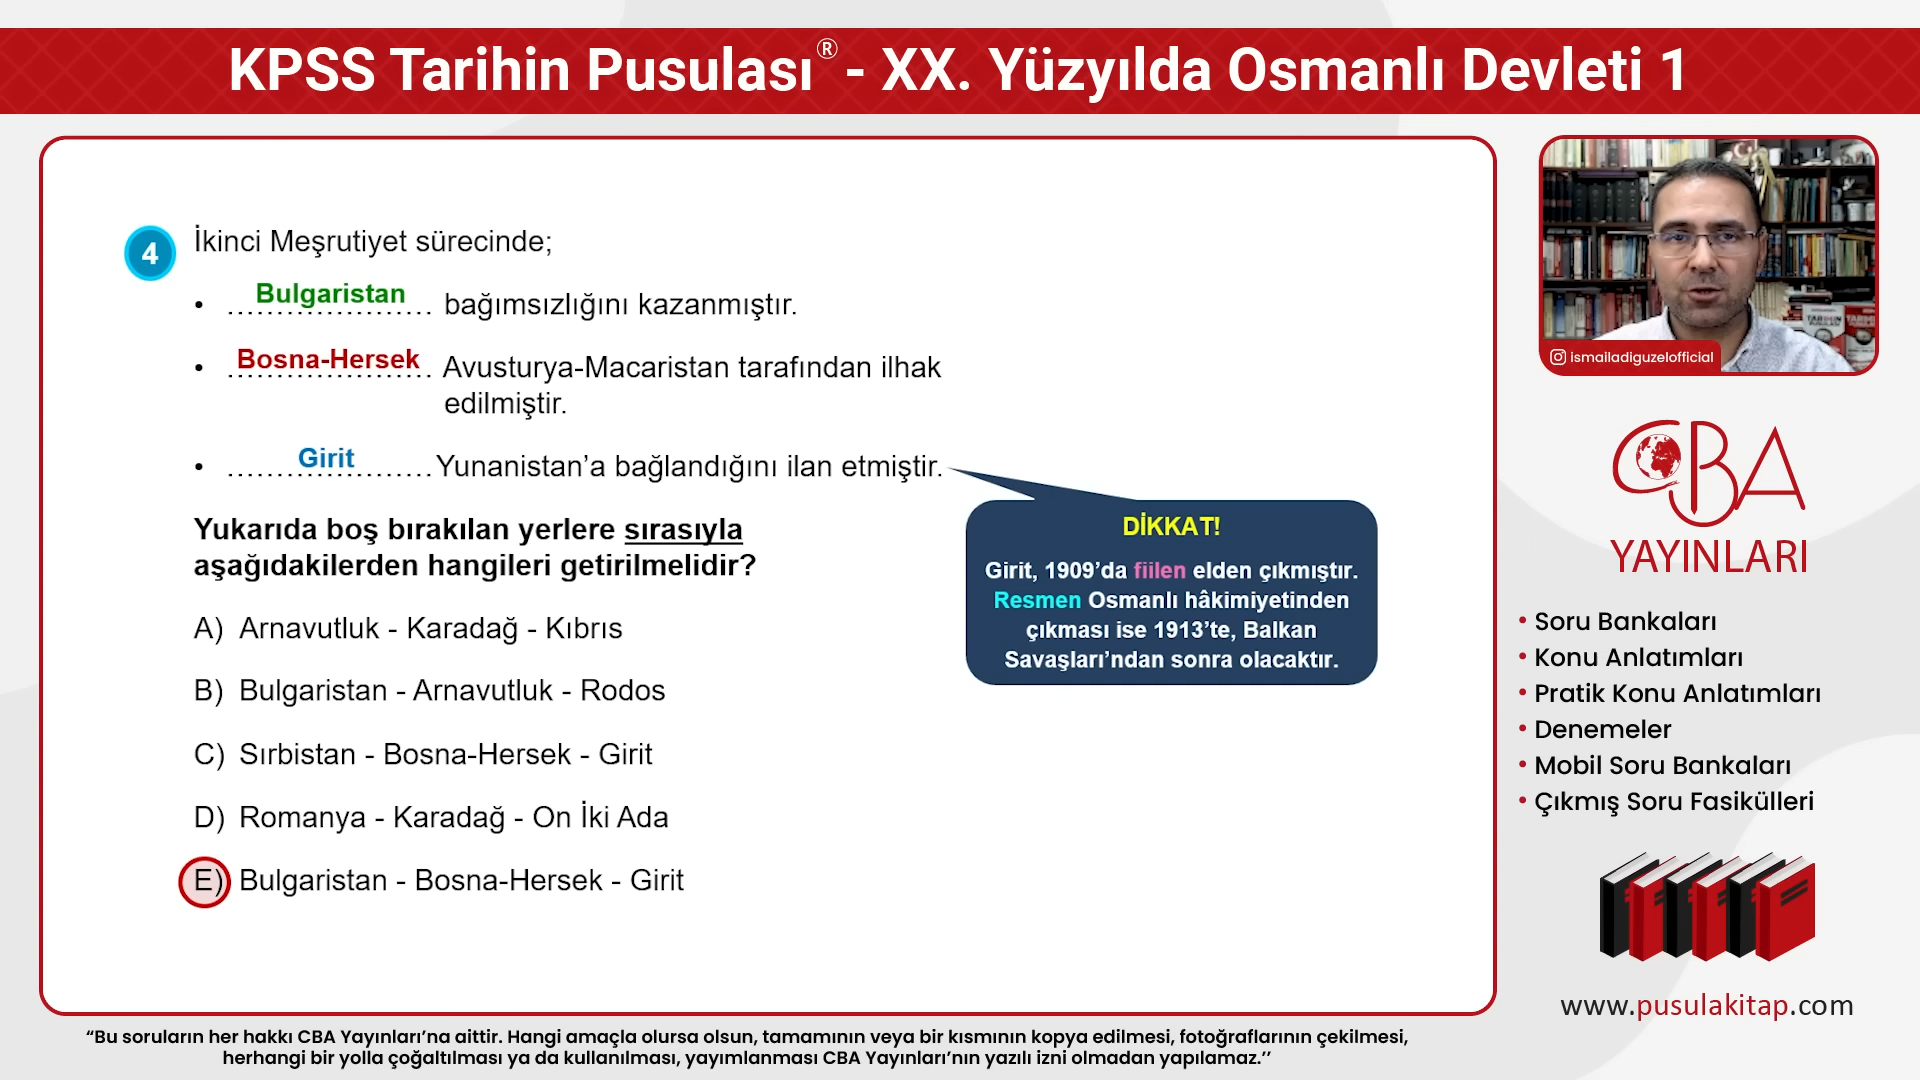 KPSS Tarihin Pusulası® - XX. Yüzyılda Osmanlı Devleti 1
4
İkinci Meşrutiyet sürecinde;
• Bulgaristan ..................... bağımsızlığını kazanmıştır.
• Bosna-Hersek ..................... Avusturya-Macaristan tarafından ilhak
edilmiştir.
• Girit ..................... Yunanistan’a bağlandığını ilan etmiştir.
Yukarıda boş bırakılan yerlere sırasıyla
aşağıdakilerden hangileri getirilmelidir?
A) Arnavutluk - Karadağ - Kıbrıs
B) Bulgaristan - Arnavutluk - Rodos
C) Sırbistan - Bosna-Hersek - Girit
D) Romanya - Karadağ - On İki Ada
E) Bulgaristan - Bosna-Hersek - Girit
DİKKAT!
Girit, 1909’da fiilen elden çıkmıştır.
Resmen Osmanlı hâkimiyetinden
çıkması ise 1913’te, Balkan
Savaşları’ndan sonra olacaktır.
ismailadiguzelofficial
CBA
YAYINLARI
• Soru Bankaları
• Konu Anlatımları
• Pratik Konu Anlatımları
• Denemeler
• Mobil Soru Bankaları
• Çıkmış Soru Fasikülleri
www.pusulakitap.com
“Bu soruların her hakkı CBA Yayınları’na aittir. Hangi amaçla olursa olsun, tamamının veya bir kısmının kopya edilmesi, fotoğraflarının çekilmesi,
herhangi bir yolla çoğaltılması ya da kullanılması, yayımlanması CBA Yayınları’nın yazılı izni olmadan yapılamaz.’’